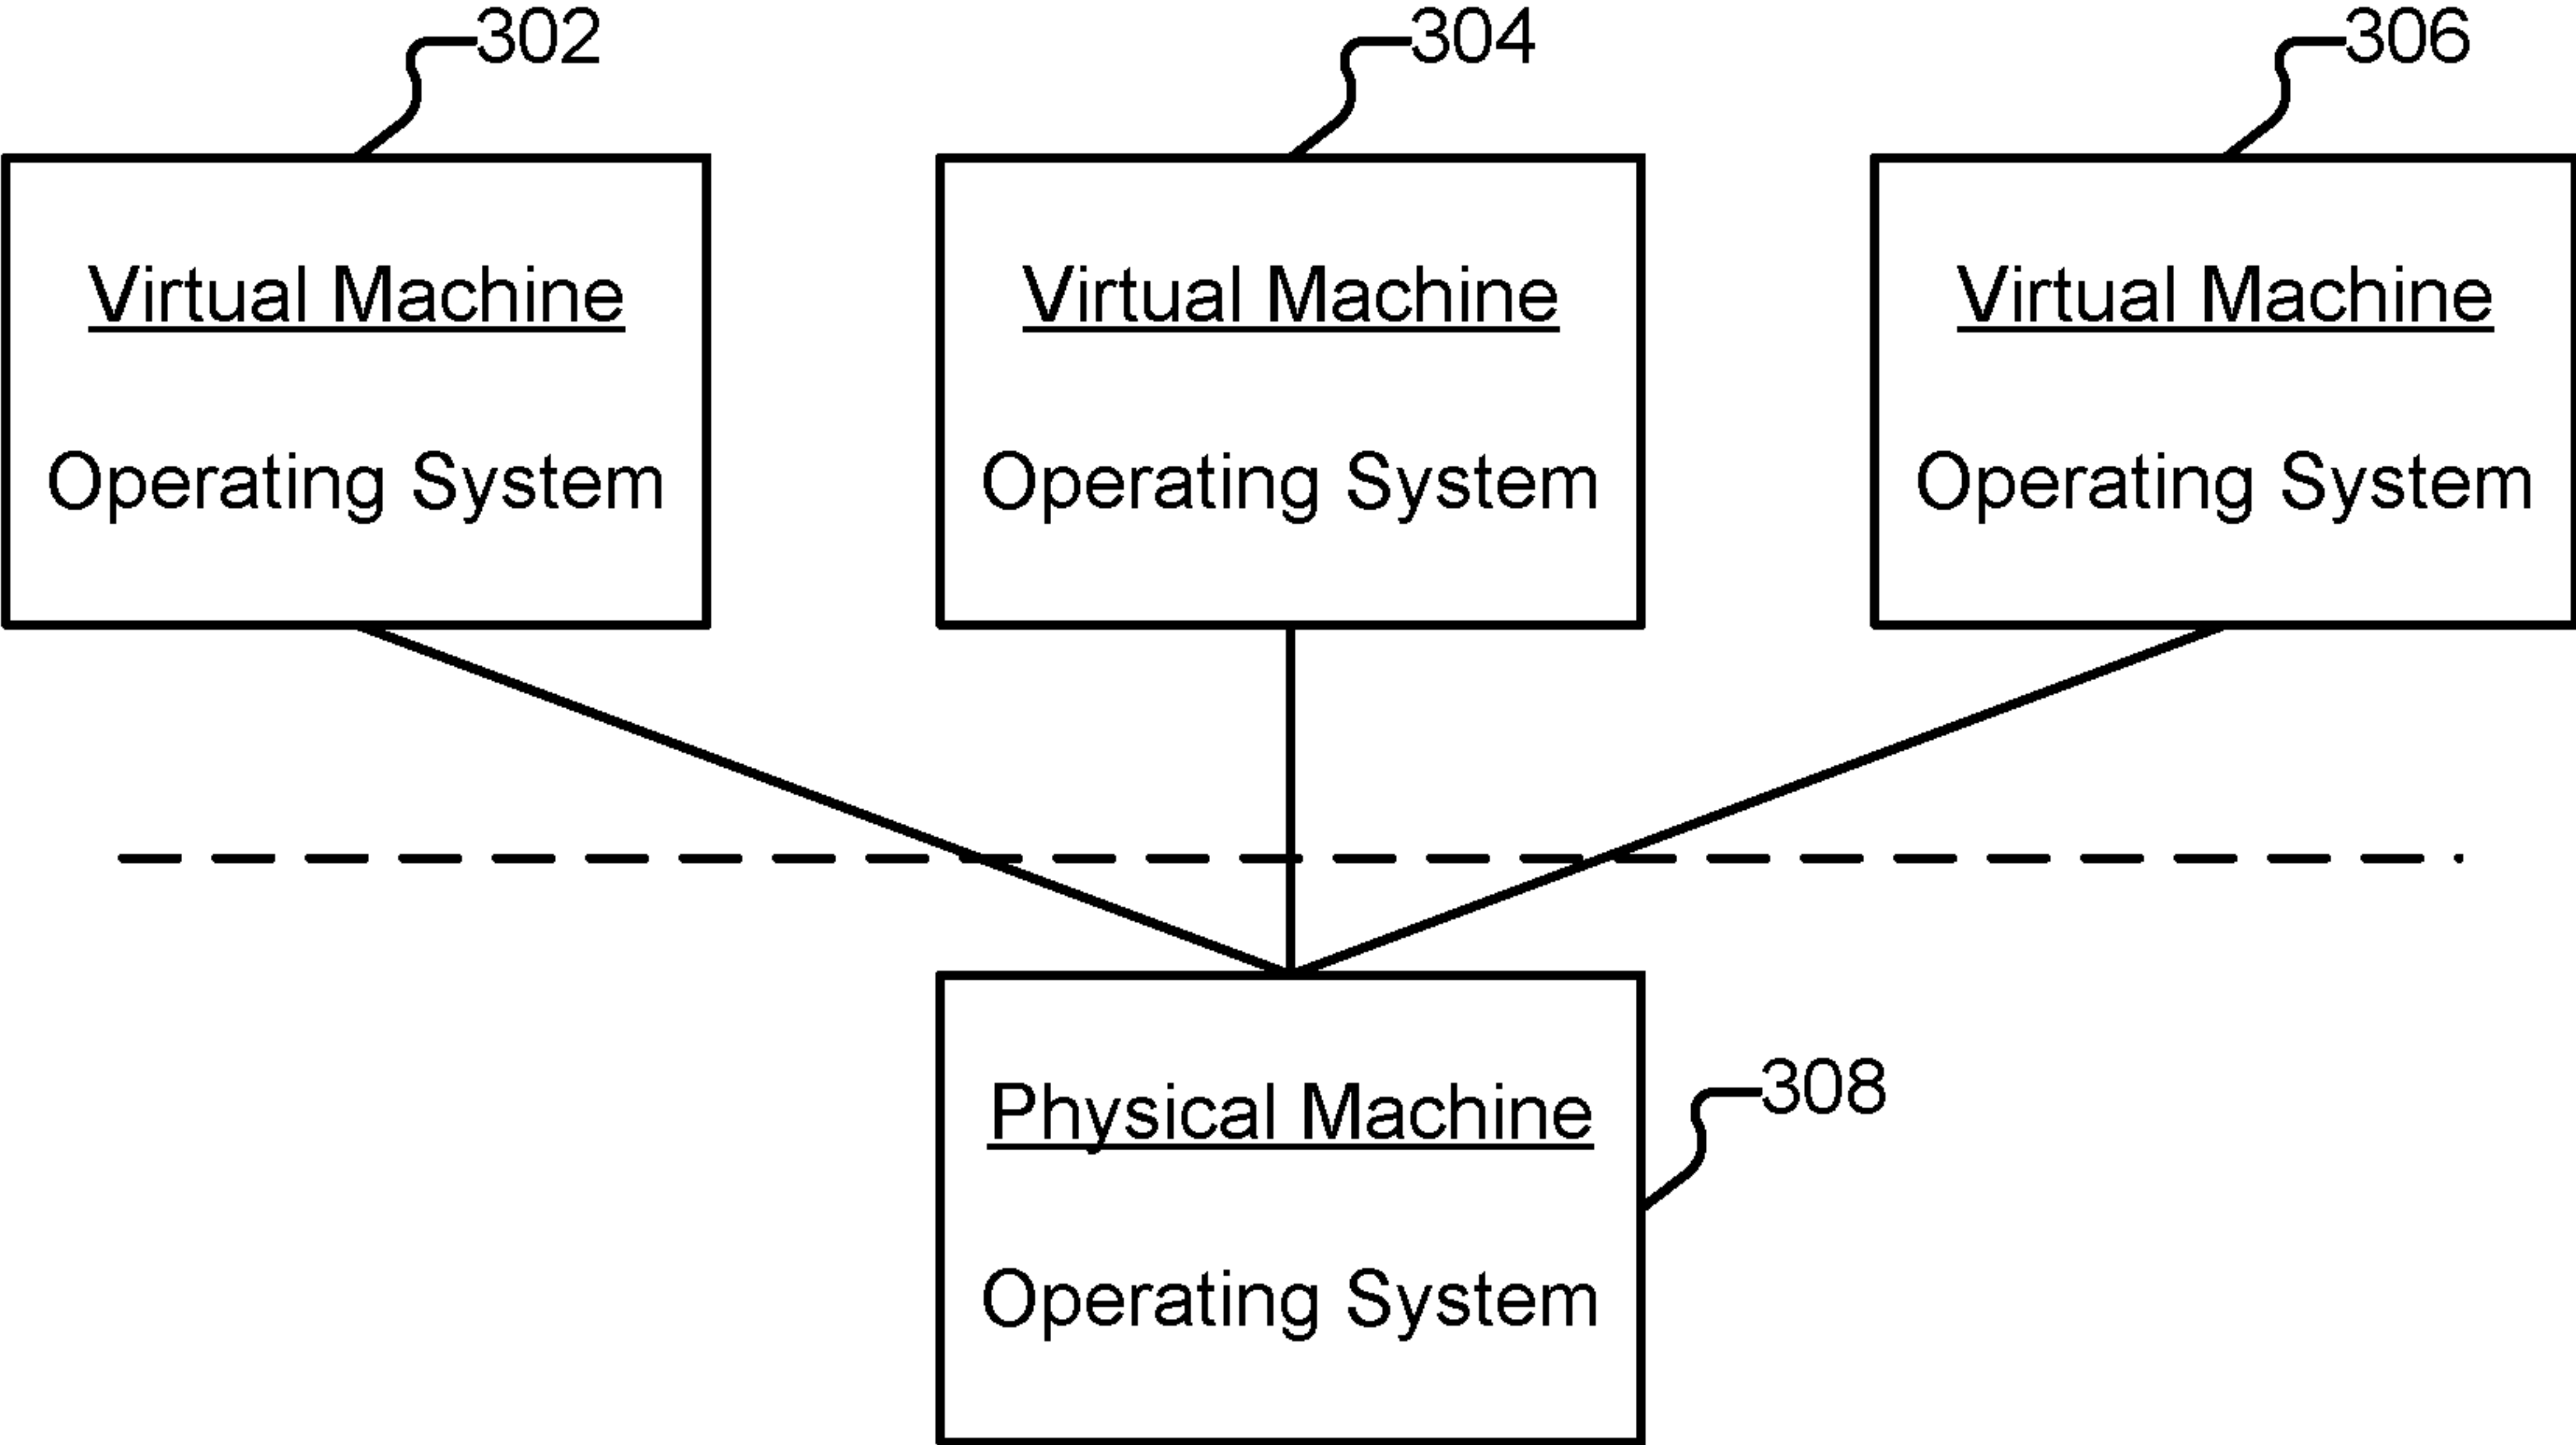 302
304
306
Virtual Machine
Operating System
Virtual Machine
Operating System
Virtual Machine
Operating System
308
Physical Machine
Operating System